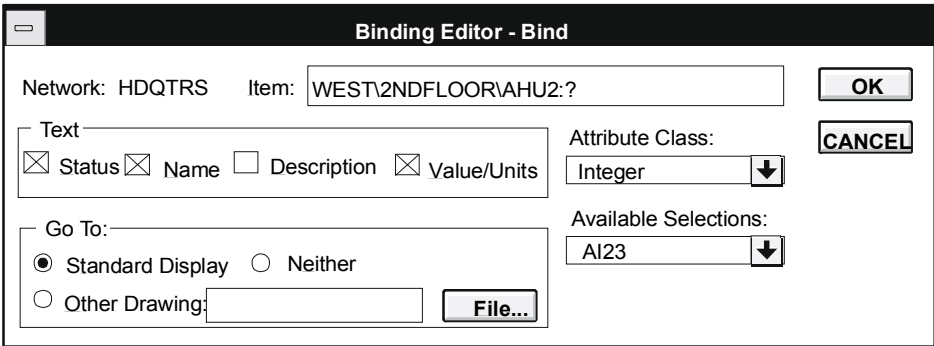 Binding Editor - Bind
Network: HDQTRS Item: WEST\2NDFLOOR\AHU2:? OK
Text
Status Name Description Value/Units
Attribute Class:
Integer
CANCEL
Go To:
Standard Display Neither
Other Drawing: File...
Available Selections:
AI23